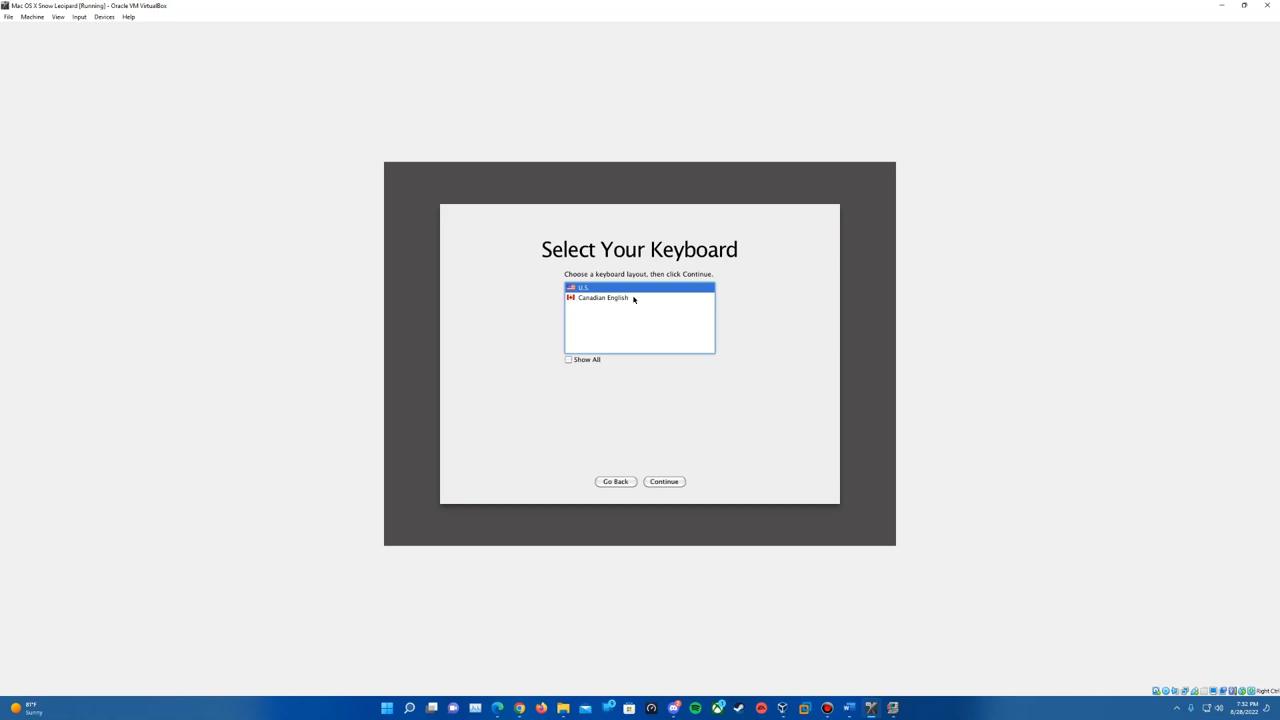 Mac OS X Snow Leoipard [Running] - Oracle VM VirtualBox
File Machine View Input Devices Help
Select Your Keyboard
Choose a keyboard layout, then click Continue.
U.S.
Canadian English
Show All
Go Back Continue
Right Ctrl
81°F
Sunny
7:32 PM
8/28/2022